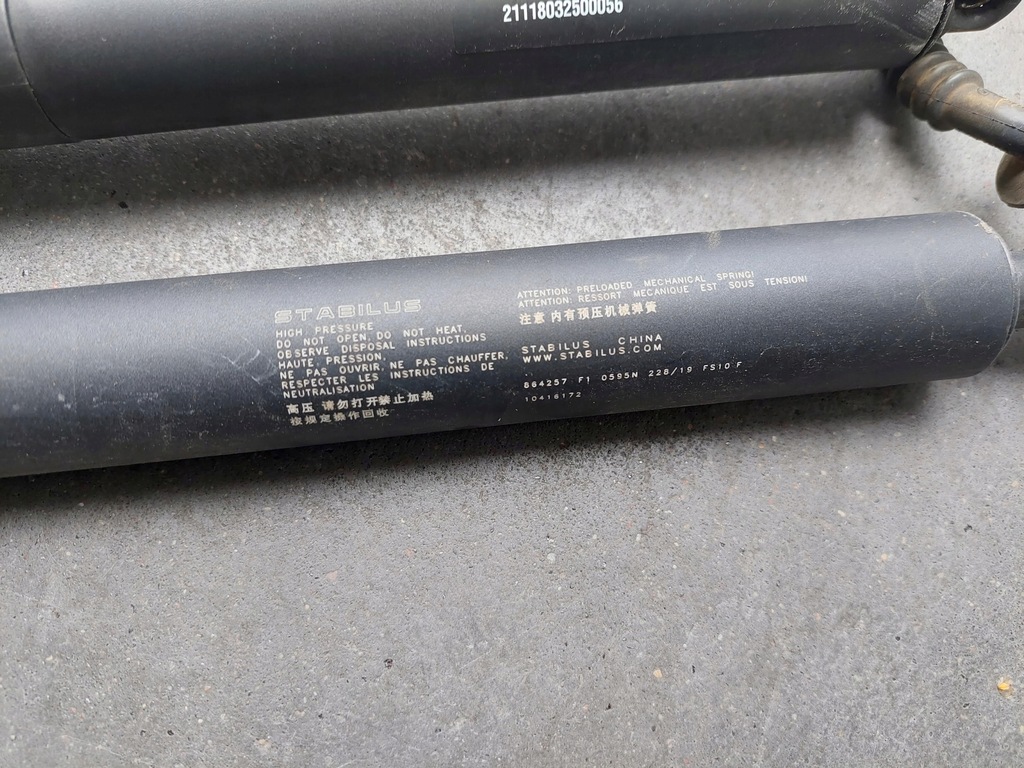 21118032500056
STABILUS
HIGH PRESSURE
DO NOT OPEN, DO NOT HEAT,
OBSERVE DISPOSAL INSTRUCTIONS
HAUTE PRESSION,
NE PAS OUVRIR, NE PAS CHAUFFER,
RESPECTER LES INSTRUCTIONS DE
NEUTRALISATION
高压 请勿打开禁止加热
按规定操作回收
ATTENTION: PRELOADED MECHANICAL SPRING!
ATTENTION: RESSORT MECANIQUE EST SOUS TENSION!
注意 内有预压机械弹簧
STABILUS CHINA
WWW.STABILUS.COM
864257 F1 0595N 228/19 FS10 F
10416172